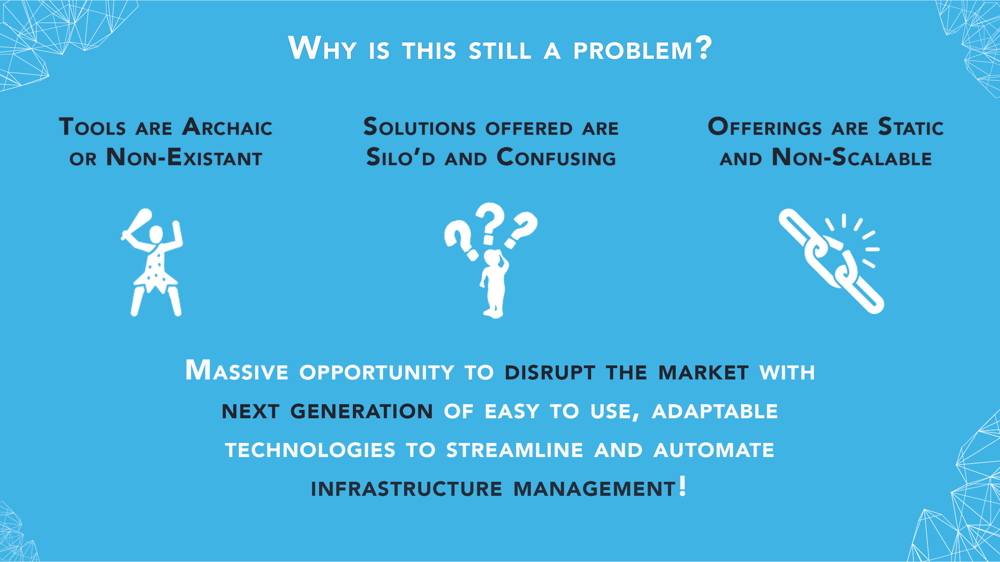 Why is this still a problem?
Tools are Archaic
or Non-Existant
Solutions offered are
Silo'd and Confusing
Offerings are Static
and Non-Scalable
? ? ?
Massive opportunity to disrupt the market with
next generation of easy to use, adaptable
technologies to streamline and automate
infrastructure management!